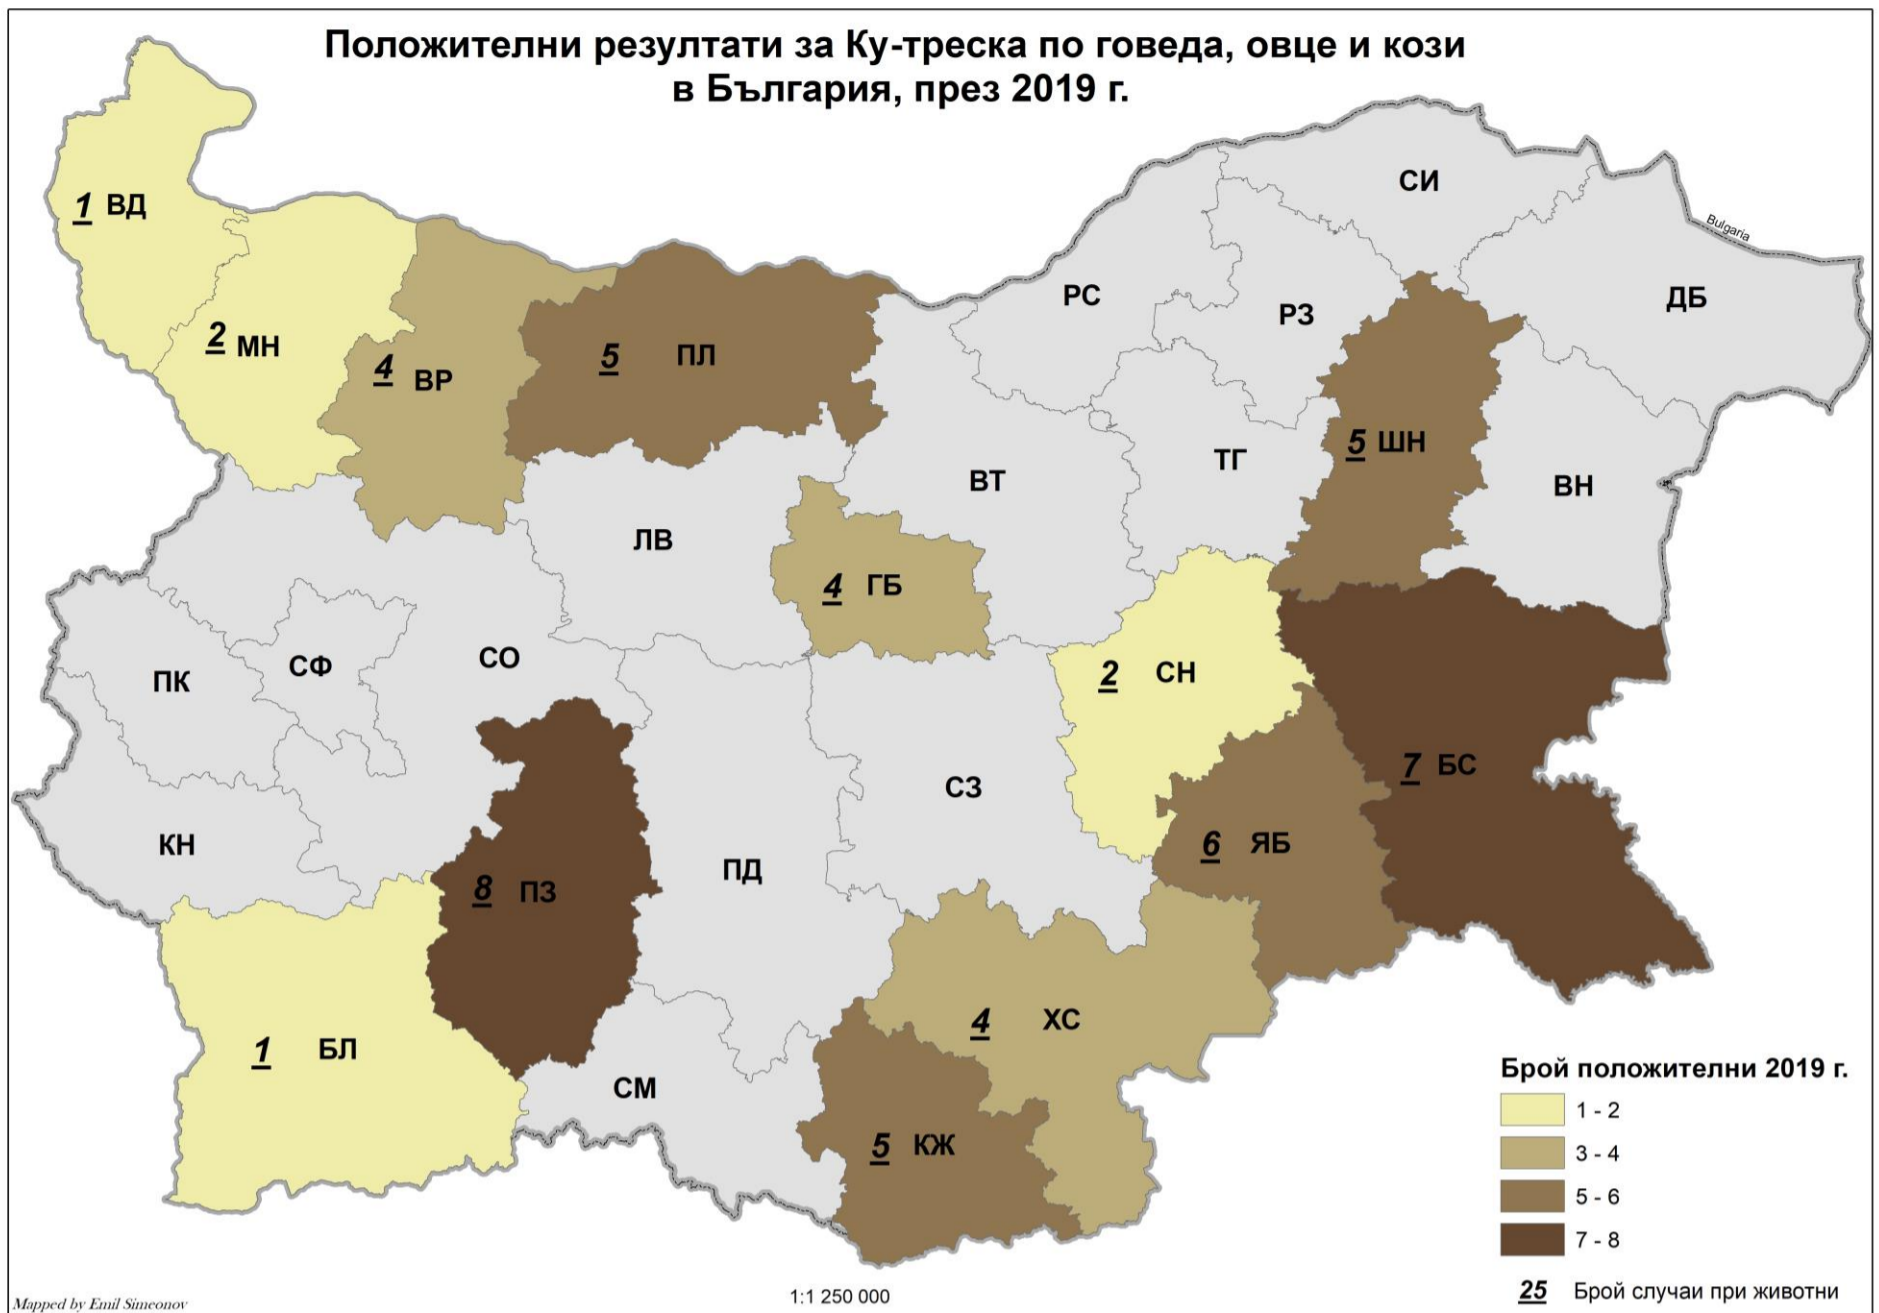 Положителни резултати за Ку-треска по говеда, овце и кози
в България, през 2019 г.
СИ
1 ВД
Bulgaria
РС
ДБ
РЗ
2 МН
5 ПЛ
4 ВР
5 ШН
ТГ
ВТ
ВН
ЛВ
4 ГБ
СО
СФ
ПК
2 СН
7 БС
СЗ
6 ЯБ
КН
ПД
8 ПЗ
4 ХС
1 БЛ
СМ
5 КЖ
Брой положителни 2019 г.
1 - 2
3 - 4
5 - 6
7 - 8
25 Брой случаи при животни
1:1 250 000
Mapped by Emil Simeonov